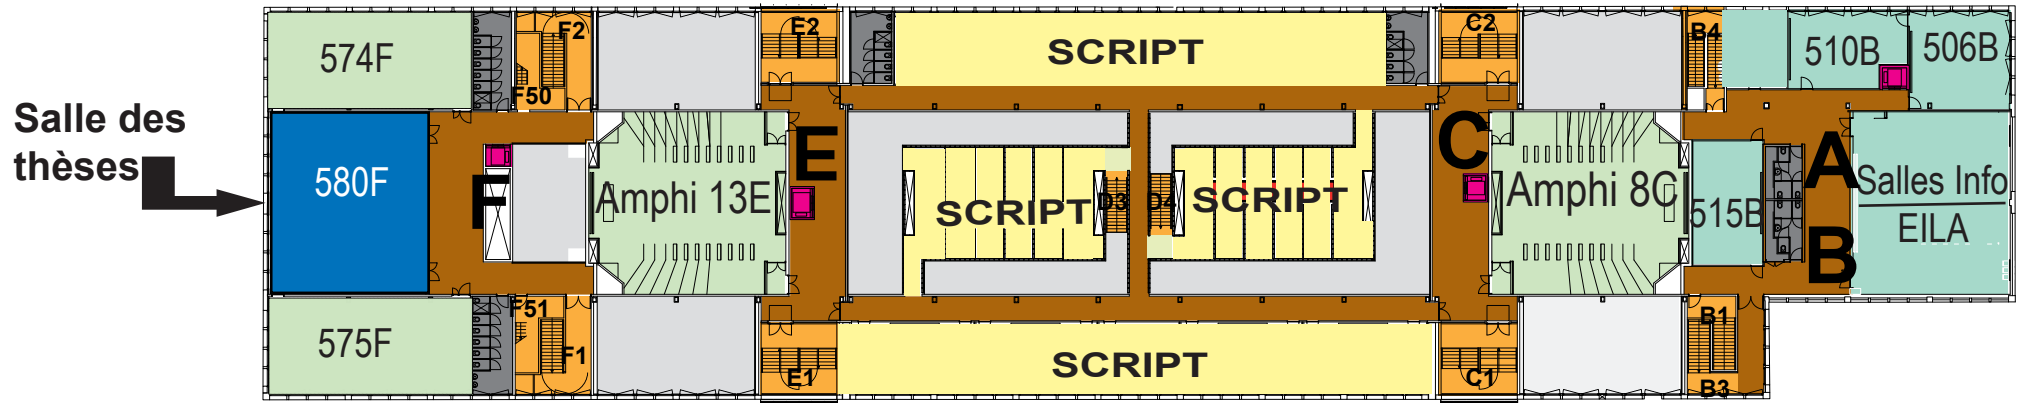 574F
F2
F50
E2
SCRIPT
C2
B4
510B
506B
Salle des
thèses
580F
F
Amphi 13E
E
SCRIPT
D3
D4
SCRIPT
C
Amphi 8C
515B
A
B
Salles Info
EILA
575F
F51
F1
E1
SCRIPT
C1
B1
B3